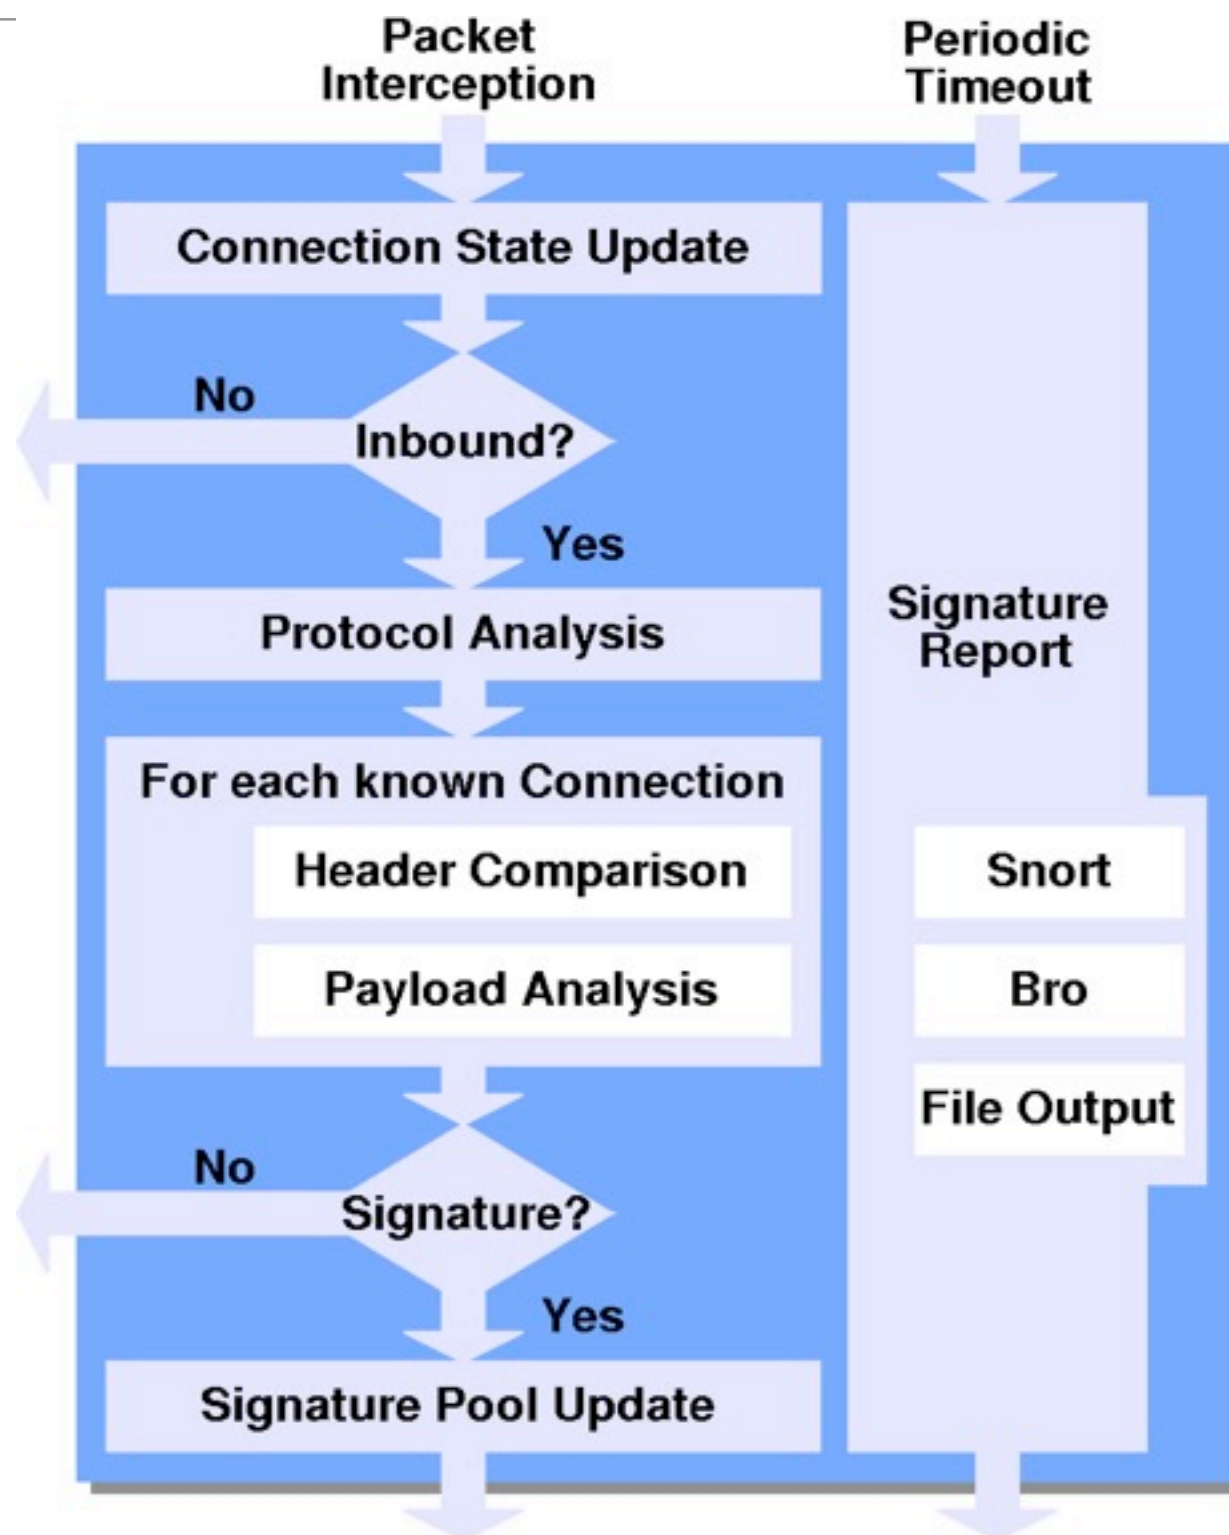 Packet
Interception
Periodic
Timeout
Connection State Update
No
Inbound?
Yes
Protocol Analysis
For each known Connection
Header Comparison
Payload Analysis
No
Signature?
Yes
Signature Pool Update
Signature
Report
Snort
Bro
File Output